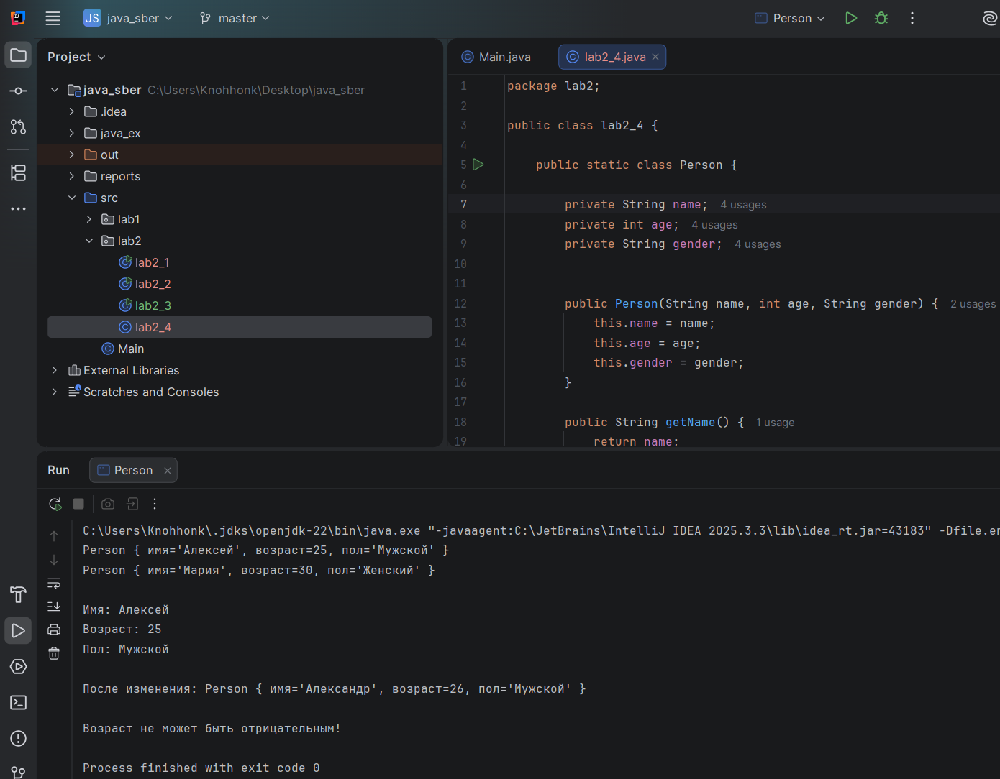 JS java_sber master Person
Project
java_sber C:\Users\Knohhonk\Desktop\java_sber
.idea
java_ex
out
reports
src
lab1
lab2
lab2_1
lab2_2
lab2_3
lab2_4
Main
External Libraries
Scratches and Consoles
Main.java lab2_4.java
1 package lab2;
2
3 public class lab2_4 {
4
5 public static class Person {
6
7 private String name; 4 usages
8 private int age; 4 usages
9 private String gender; 4 usages
10
11
12 public Person(String name, int age, String gender) { 2 usages
13 this.name = name;
14 this.age = age;
15 this.gender = gender;
16 }
17
18 public String getName() { 1 usage
19 return name;
Run Person
C:\Users\Knohhonk\.jdks\openjdk-22\bin\java.exe "-javaagent:C:\JetBrains\IntelliJ IDEA 2025.3.3\lib\idea_rt.jar=43183" -Dfile.en
Person { имя='Алексей', возраст=25, пол='Мужской' }
Person { имя='Мария', возраст=30, пол='Женский' }
Имя: Алексей
Возраст: 25
Пол: Мужской
После изменения: Person { имя='Александр', возраст=26, пол='Мужской' }
Возраст не может быть отрицательным!
Process finished with exit code 0